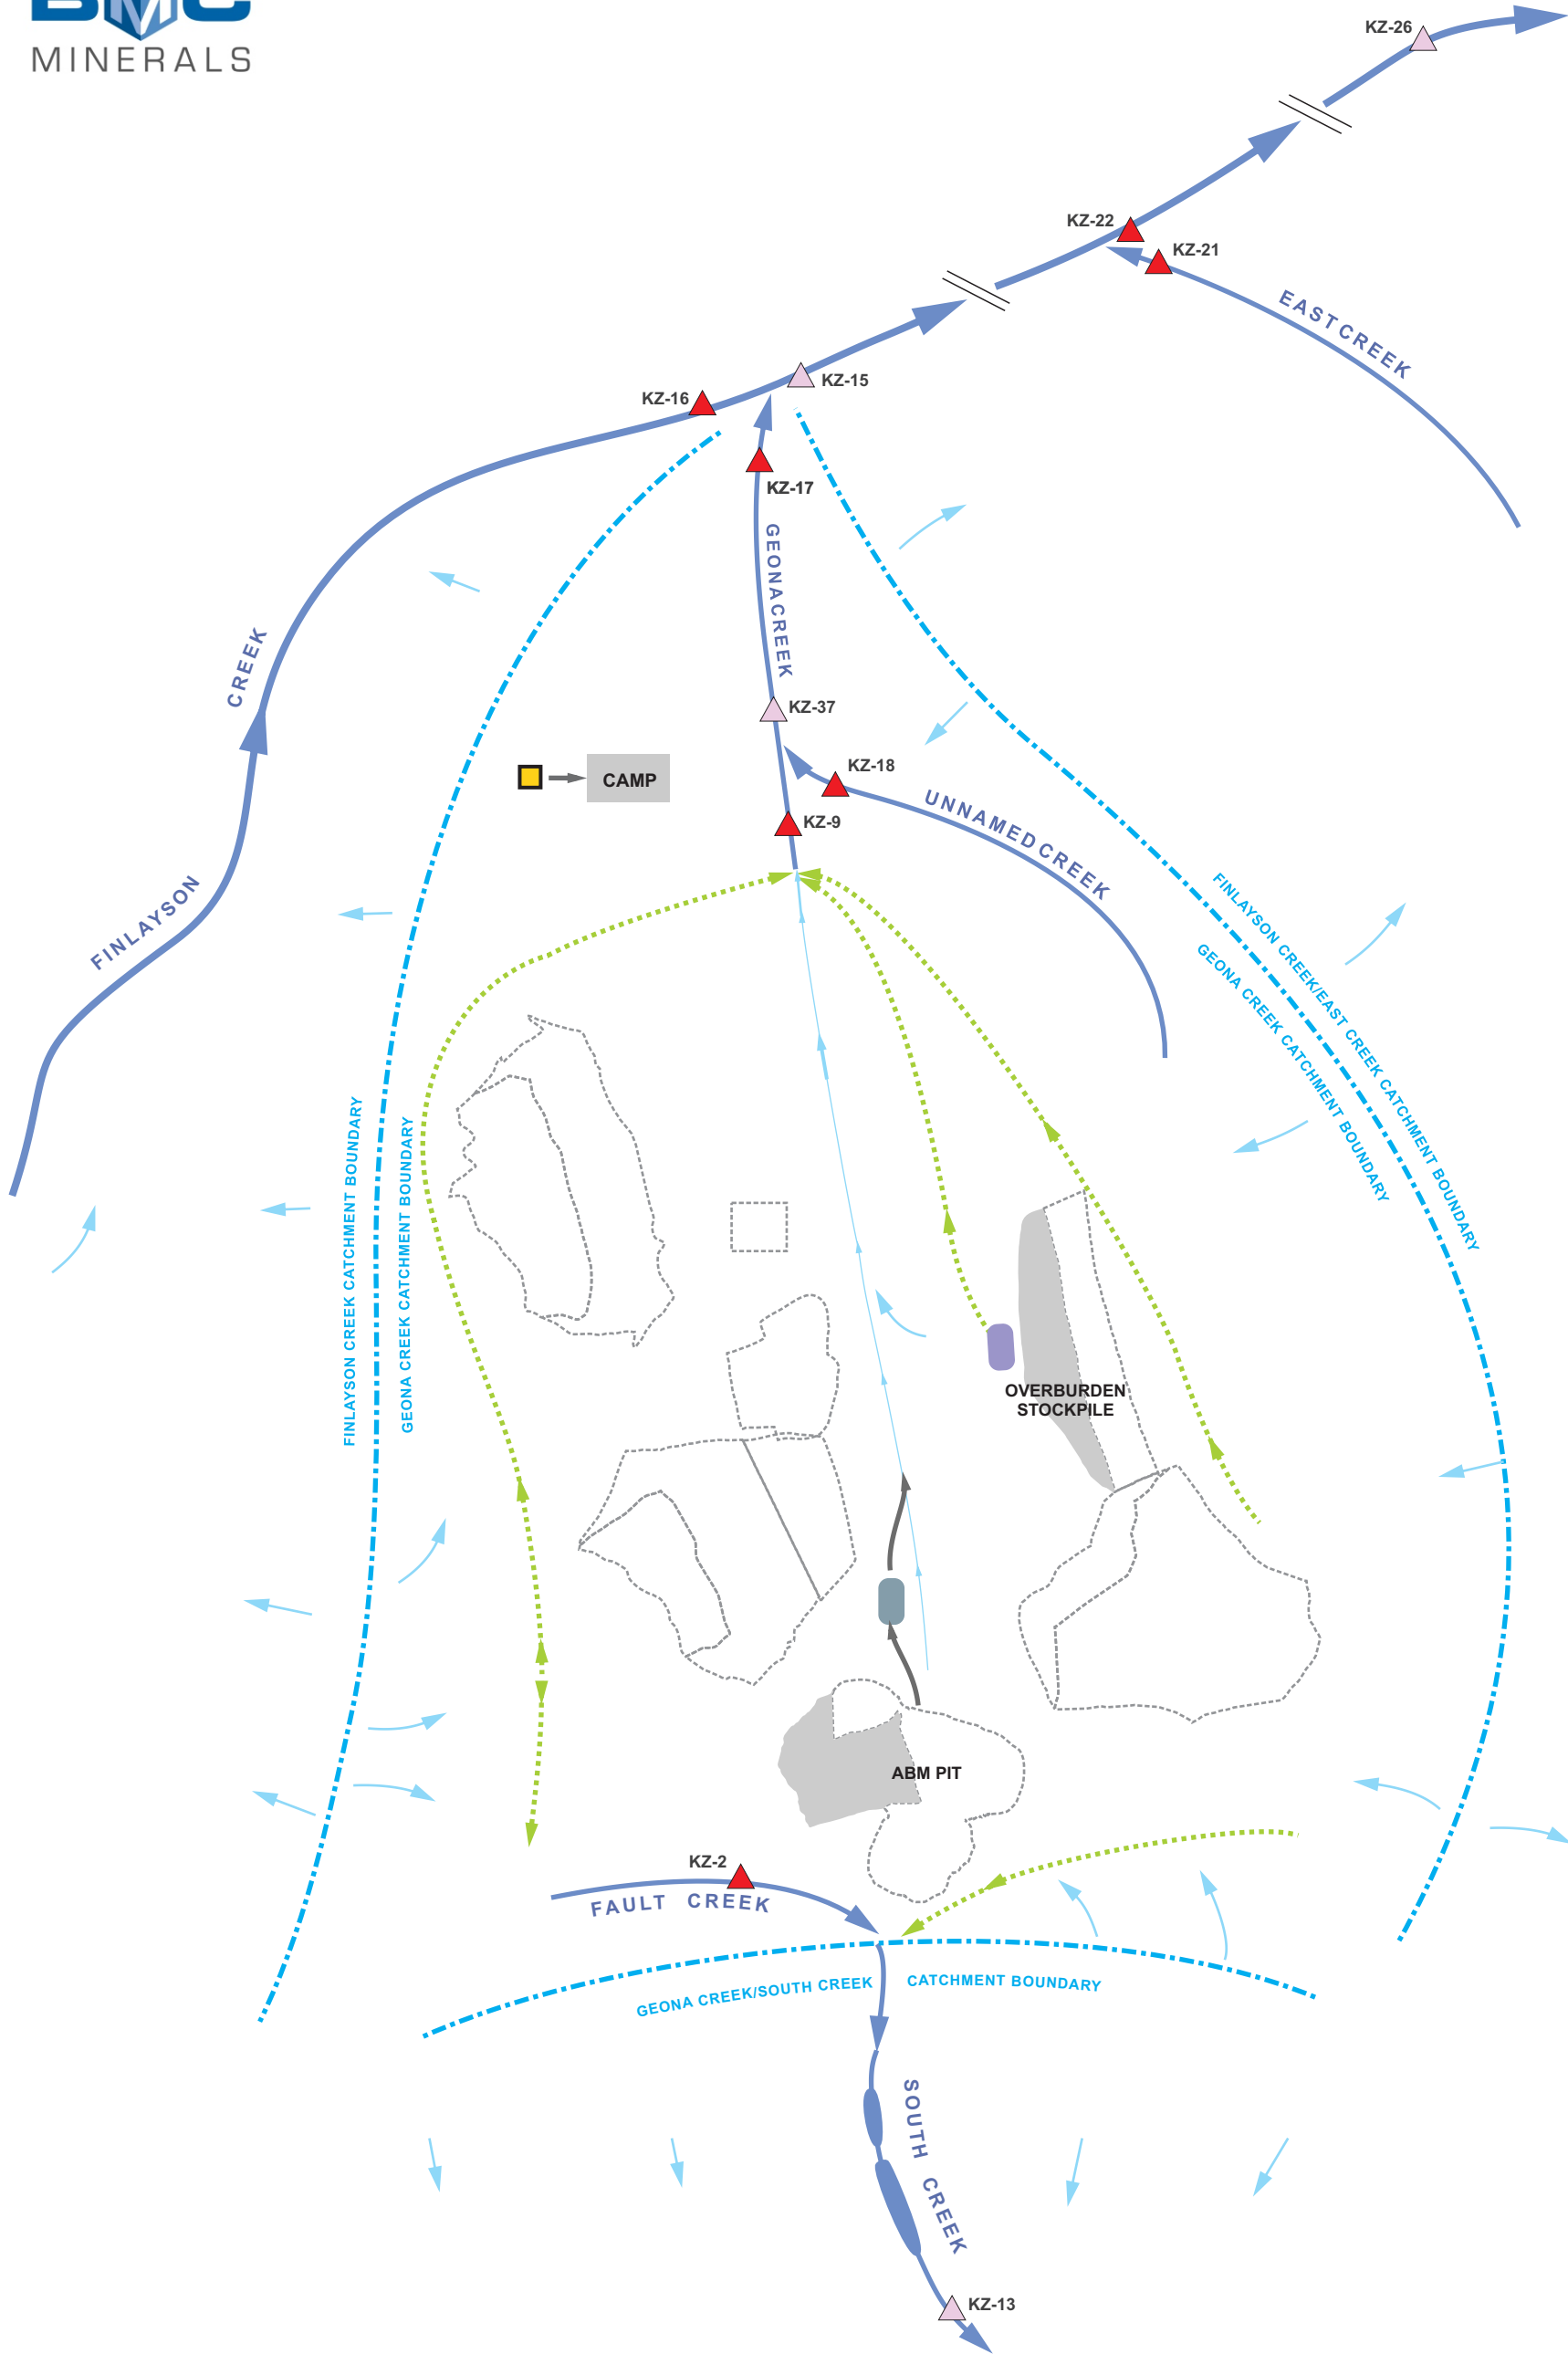 BMC
MINERALS
KZ-26
KZ-22
KZ-21
EAST CREEK
KZ-15
KZ-16
KZ-17
GEONA CREEK
CREEK
KZ-37
KZ-18
CAMP
UNNAMED CREEK
KZ-9
FINLAYSON
FINLAYSON CREEK/EAST CREEK CATCHMENT BOUNDARY
GEONA CREEK CATCHMENT BOUNDARY
FINLAYSON CREEK CATCHMENT BOUNDARY
GEONA CREEK CATCHMENT BOUNDARY
OVERBURDEN
STOCKPILE
ABM PIT
KZ-2
FAULT CREEK
GEONA CREEK/SOUTH CREEK CATCHMENT BOUNDARY
SOUTH CREEK
KZ-13